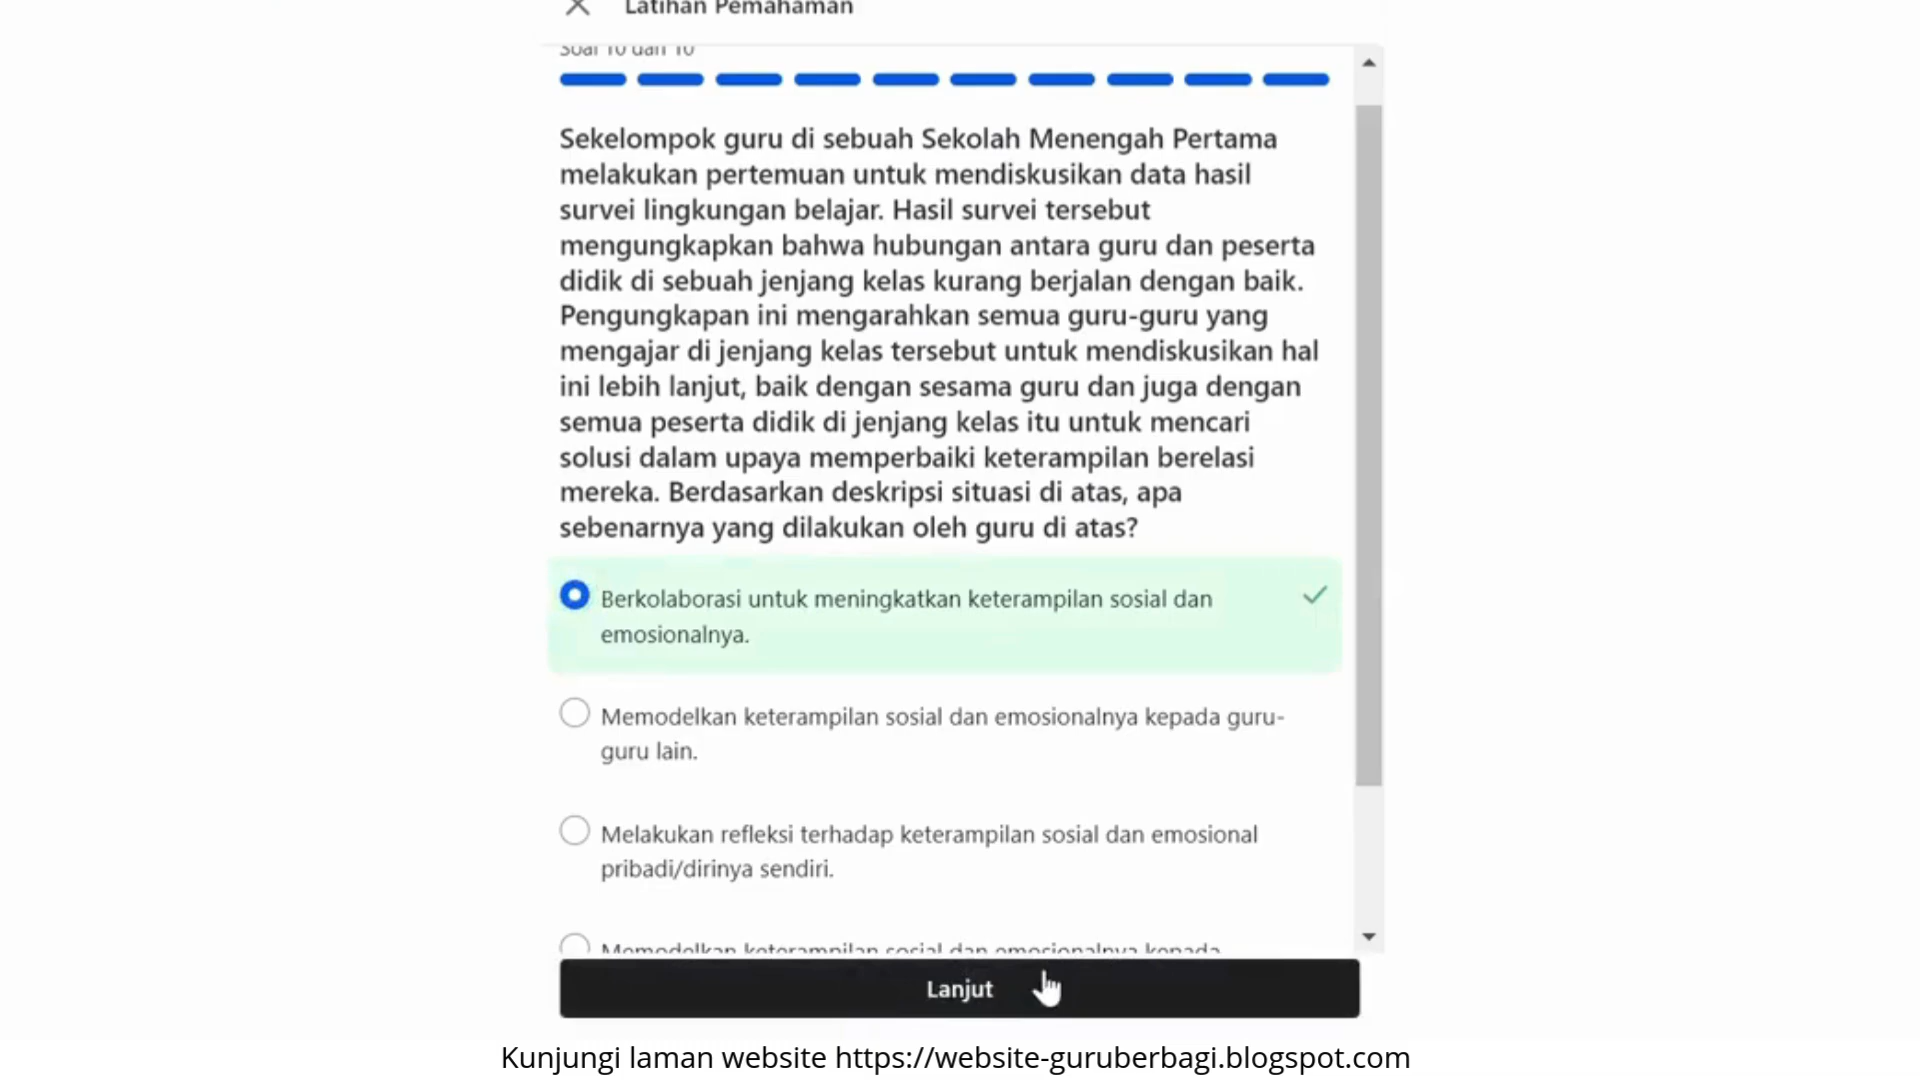 Latihan Pemahaman
Soal 10 dari 10
Sekelompok guru di sebuah Sekolah Menengah Pertama
melakukan pertemuan untuk mendiskusikan data hasil
survei lingkungan belajar. Hasil survei tersebut
mengungkapkan bahwa hubungan antara guru dan peserta
didik di sebuah jenjang kelas kurang berjalan dengan baik.
Pengungkapan ini mengarahkan semua guru-guru yang
mengajar di jenjang kelas tersebut untuk mendiskusikan hal
ini lebih lanjut, baik dengan sesama guru dan juga dengan
semua peserta didik di jenjang kelas itu untuk mencari
solusi dalam upaya memperbaiki keterampilan berelasi
mereka. Berdasarkan deskripsi situasi di atas, apa
sebenarnya yang dilakukan oleh guru di atas?
Berkolaborasi untuk meningkatkan keterampilan sosial dan
emosionalnya.
Memodelkan keterampilan sosial dan emosionalnya kepada guru-
guru lain.
Melakukan refleksi terhadap keterampilan sosial dan emosional
pribadi/dirinya sendiri.
Memodelkan keterampilan sosial dan emosionalnya kepada
Lanjut
Kunjungi laman website https://website-guruberbagi.blogspot.com